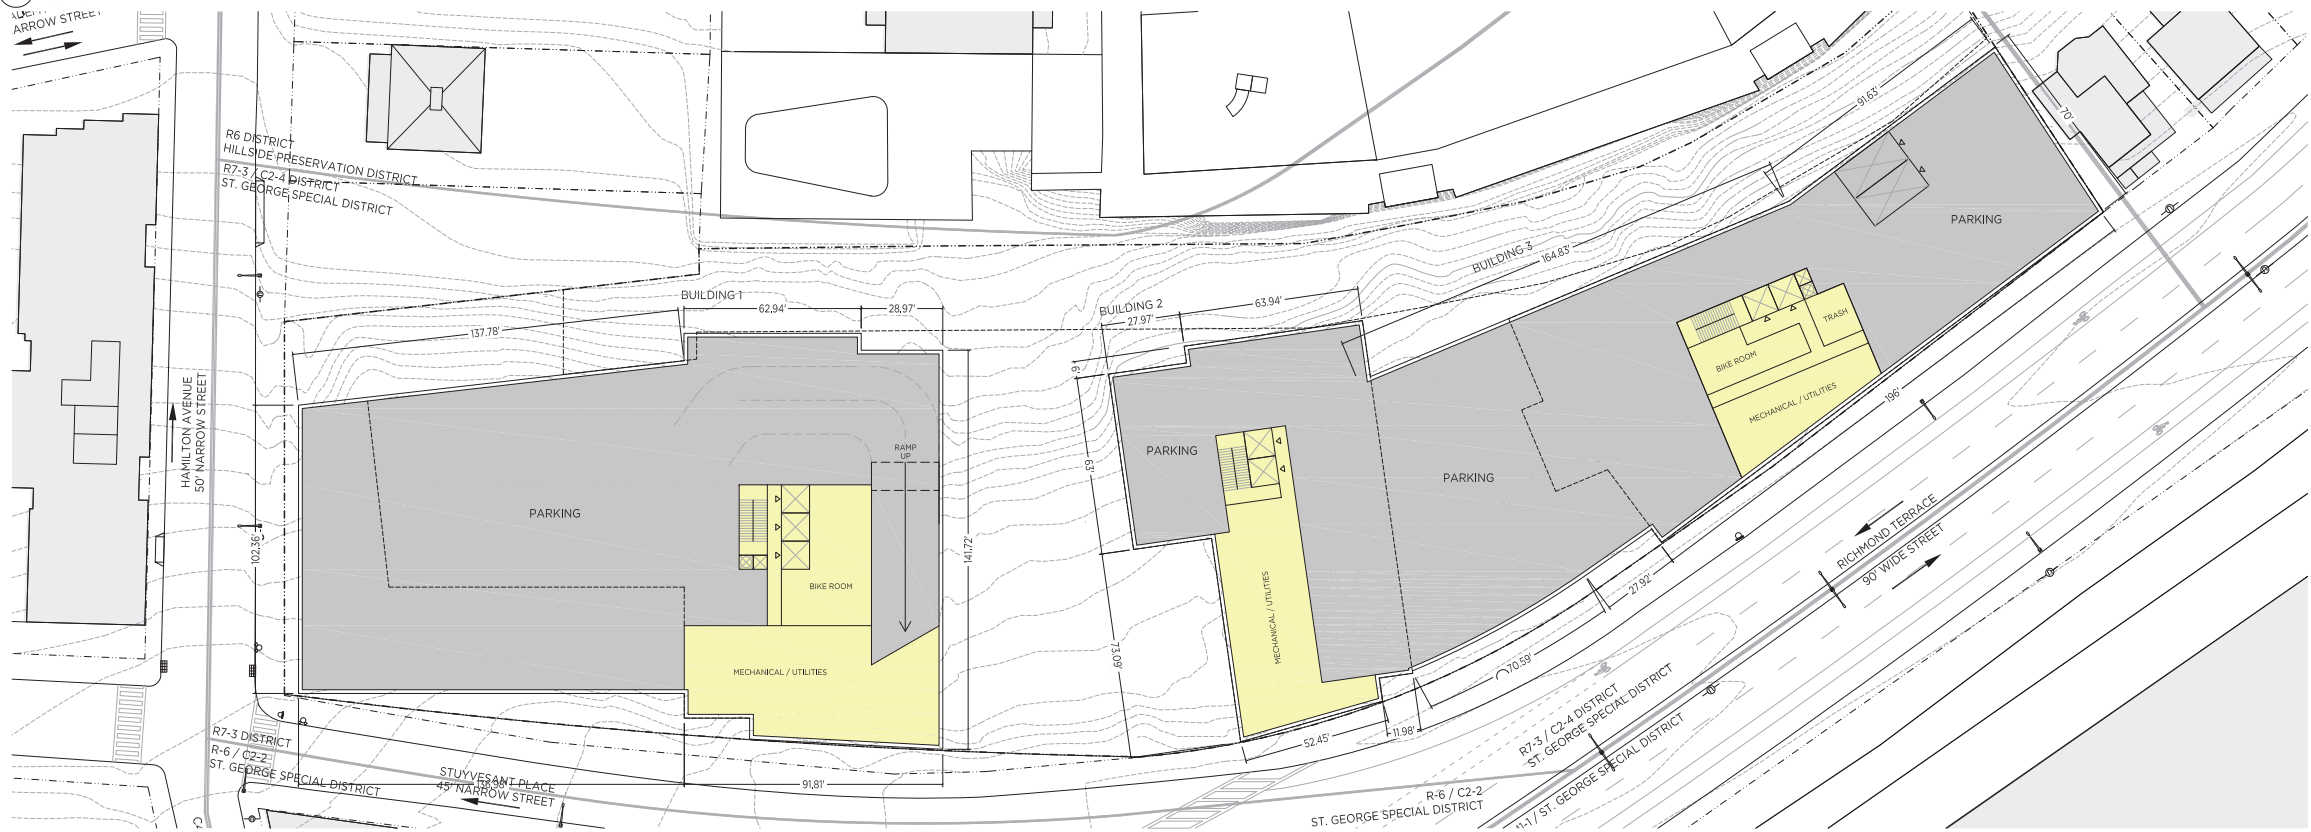 NARROW STREET
R6 DISTRICT
HILLSIDE PRESERVATION DISTRICT
R7-3 / C2-4 DISTRICT
ST. GEORGE SPECIAL DISTRICT
HAMILTON AVENUE
50' NARROW STREET
BUILDING 1
137.78'
62.94'
28.97'
102.36'
141.72'
PARKING
RAMP
UP
BIKE ROOM
MECHANICAL / UTILITIES
91.81'
R7-3 DISTRICT
R-6 / C2-2
ST. GEORGE SPECIAL DISTRICT
STUYVESANT PLACE
45' NARROW STREET
BUILDING 2
27.97'
63.94'
63'
73.09'
PARKING
MECHANICAL / UTILITIES
52.45'
11.98'
PARKING
BUILDING 3
164.83'
91.63'
70'
PARKING
TRASH
BIKE ROOM
MECHANICAL / UTILITIES
196'
27.92'
70.59'
RICHMOND TERRACE
90' WIDE STREET
R7-3 / C2-4 DISTRICT
ST. GEORGE SPECIAL DISTRICT
/ ST. GEORGE SPECIAL DISTRICT
R-6 / C2-2
ST. GEORGE SPECIAL DISTRICT